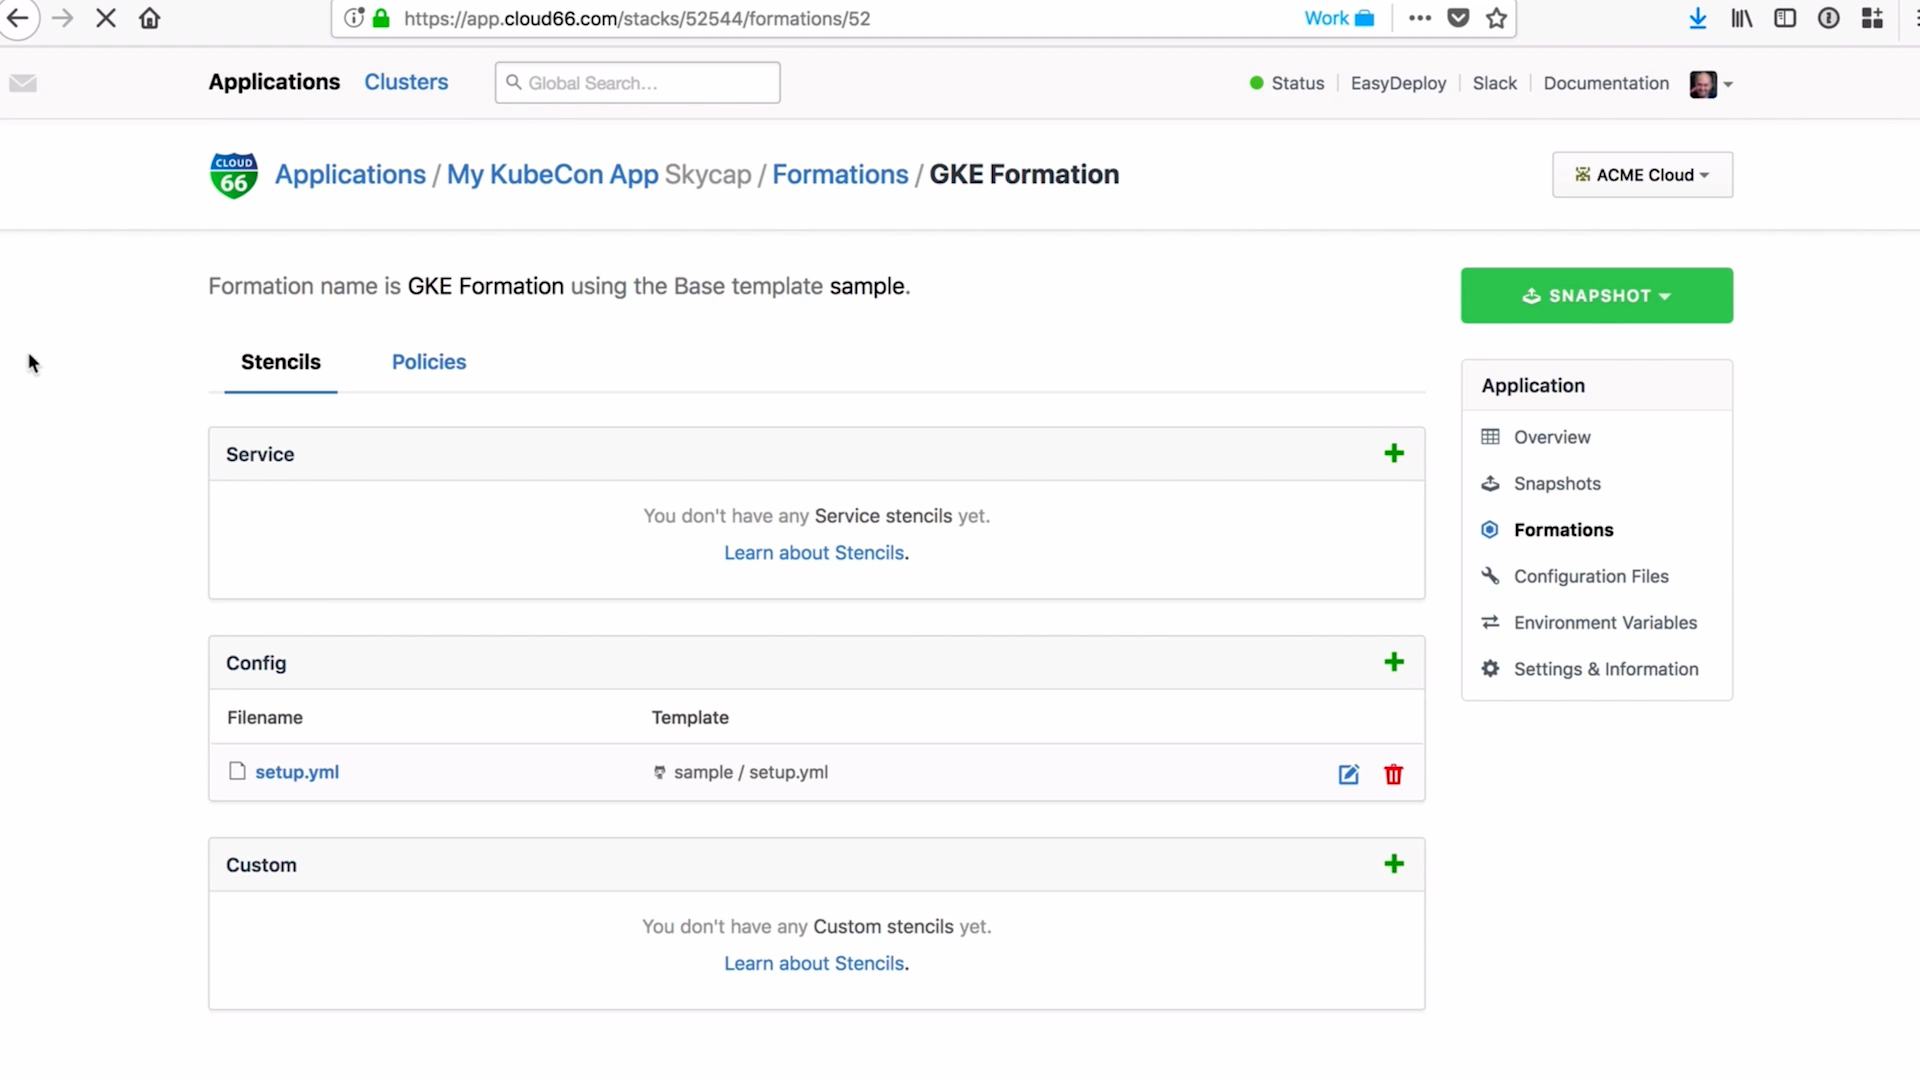 https://app.cloud66.com/stacks/52544/formations/52
Work
Applications
Clusters
Global Search...
Status
EasyDeploy
Slack
Documentation
CLOUD
66
Applications / My KubeCon App Skycap / Formations / GKE Formation
ACME Cloud
Formation name is GKE Formation using the Base template sample.
SNAPSHOT
Stencils
Policies
Service
You don't have any Service stencils yet.
Learn about Stencils.
Config
Filename
Template
setup.yml
sample / setup.yml
Custom
You don't have any Custom stencils yet.
Learn about Stencils.
Application
Overview
Snapshots
Formations
Configuration Files
Environment Variables
Settings & Information